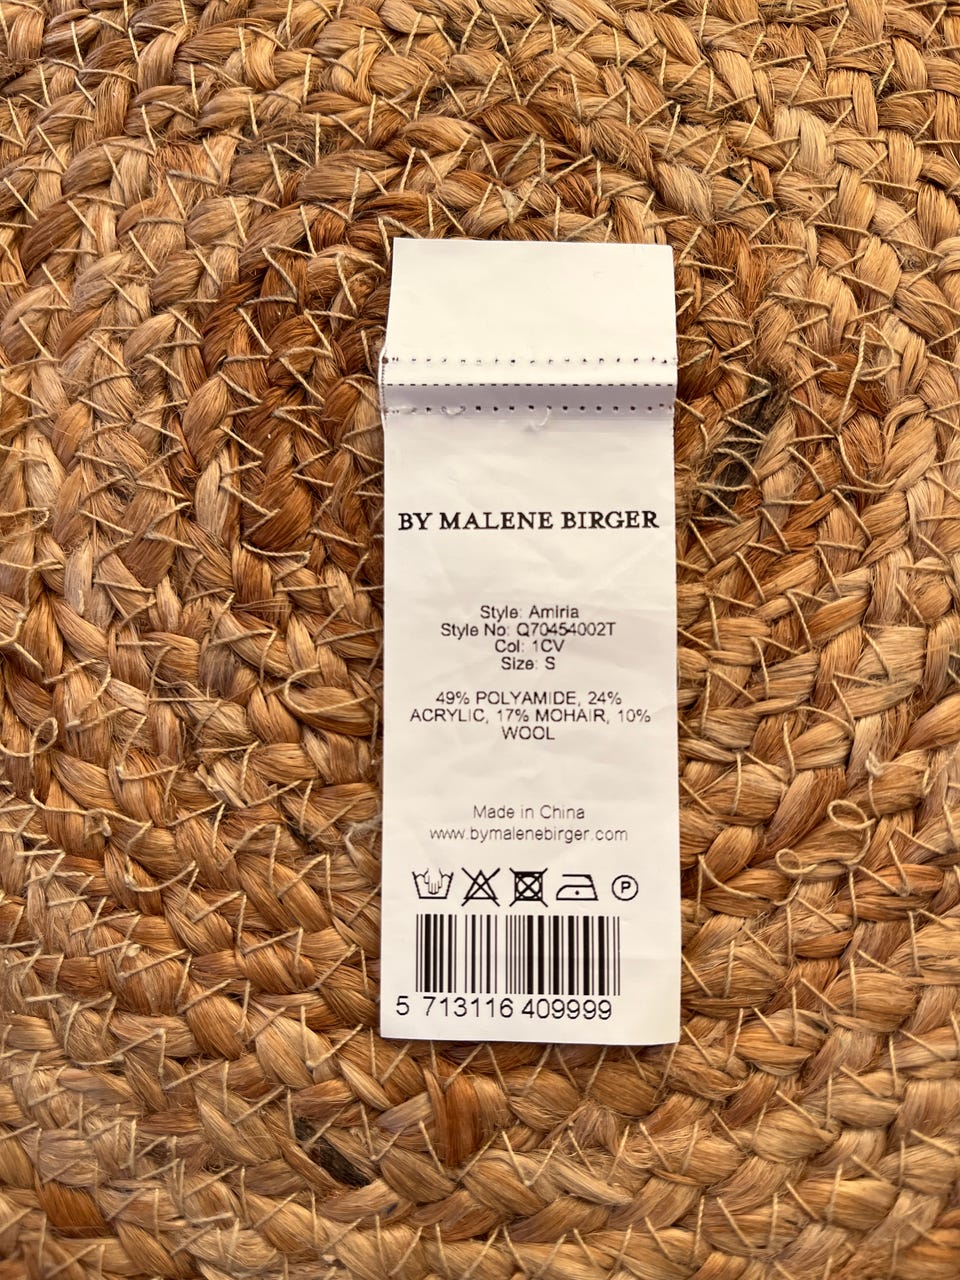 BY MALENE BIRGER
Style: Amiria
Style No: Q70454002T
Col: 1CV
Size: S
49% POLYAMIDE, 24%
ACRYLIC, 17% MOHAIR, 10%
WOOL
Made in China
www.bymalenebirger.com
P
5 713116 409999